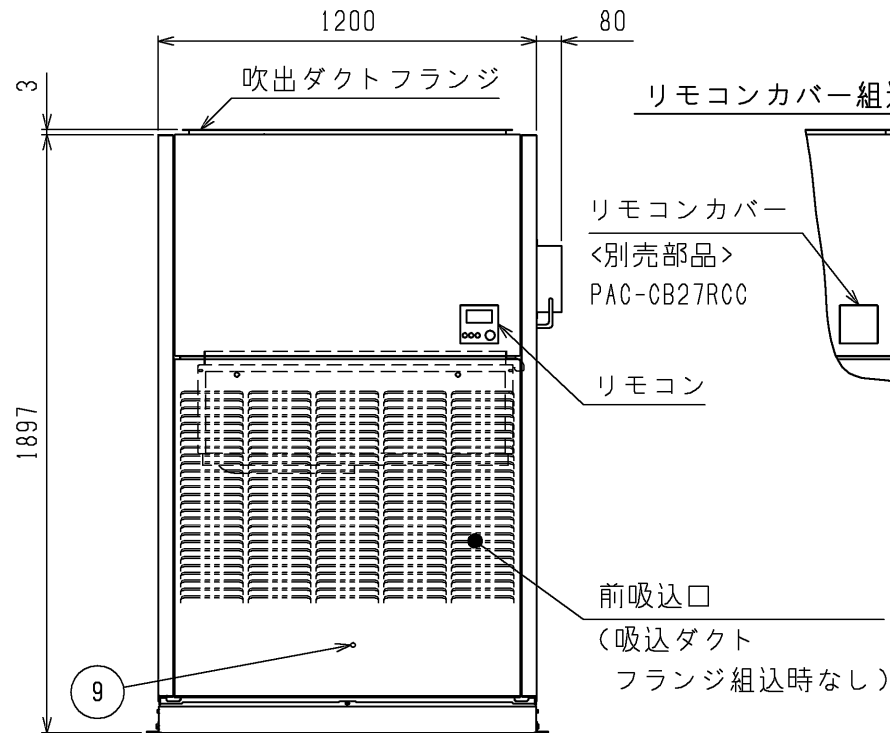 1200
80
3
吹出ダクトフランジ
リモコンカバー組
リモコンカバー
<別売部品>
PAC-CB27RCC
リモコン
1897
前吸込口
(吸込ダクト
フランジ組込時なし)
9